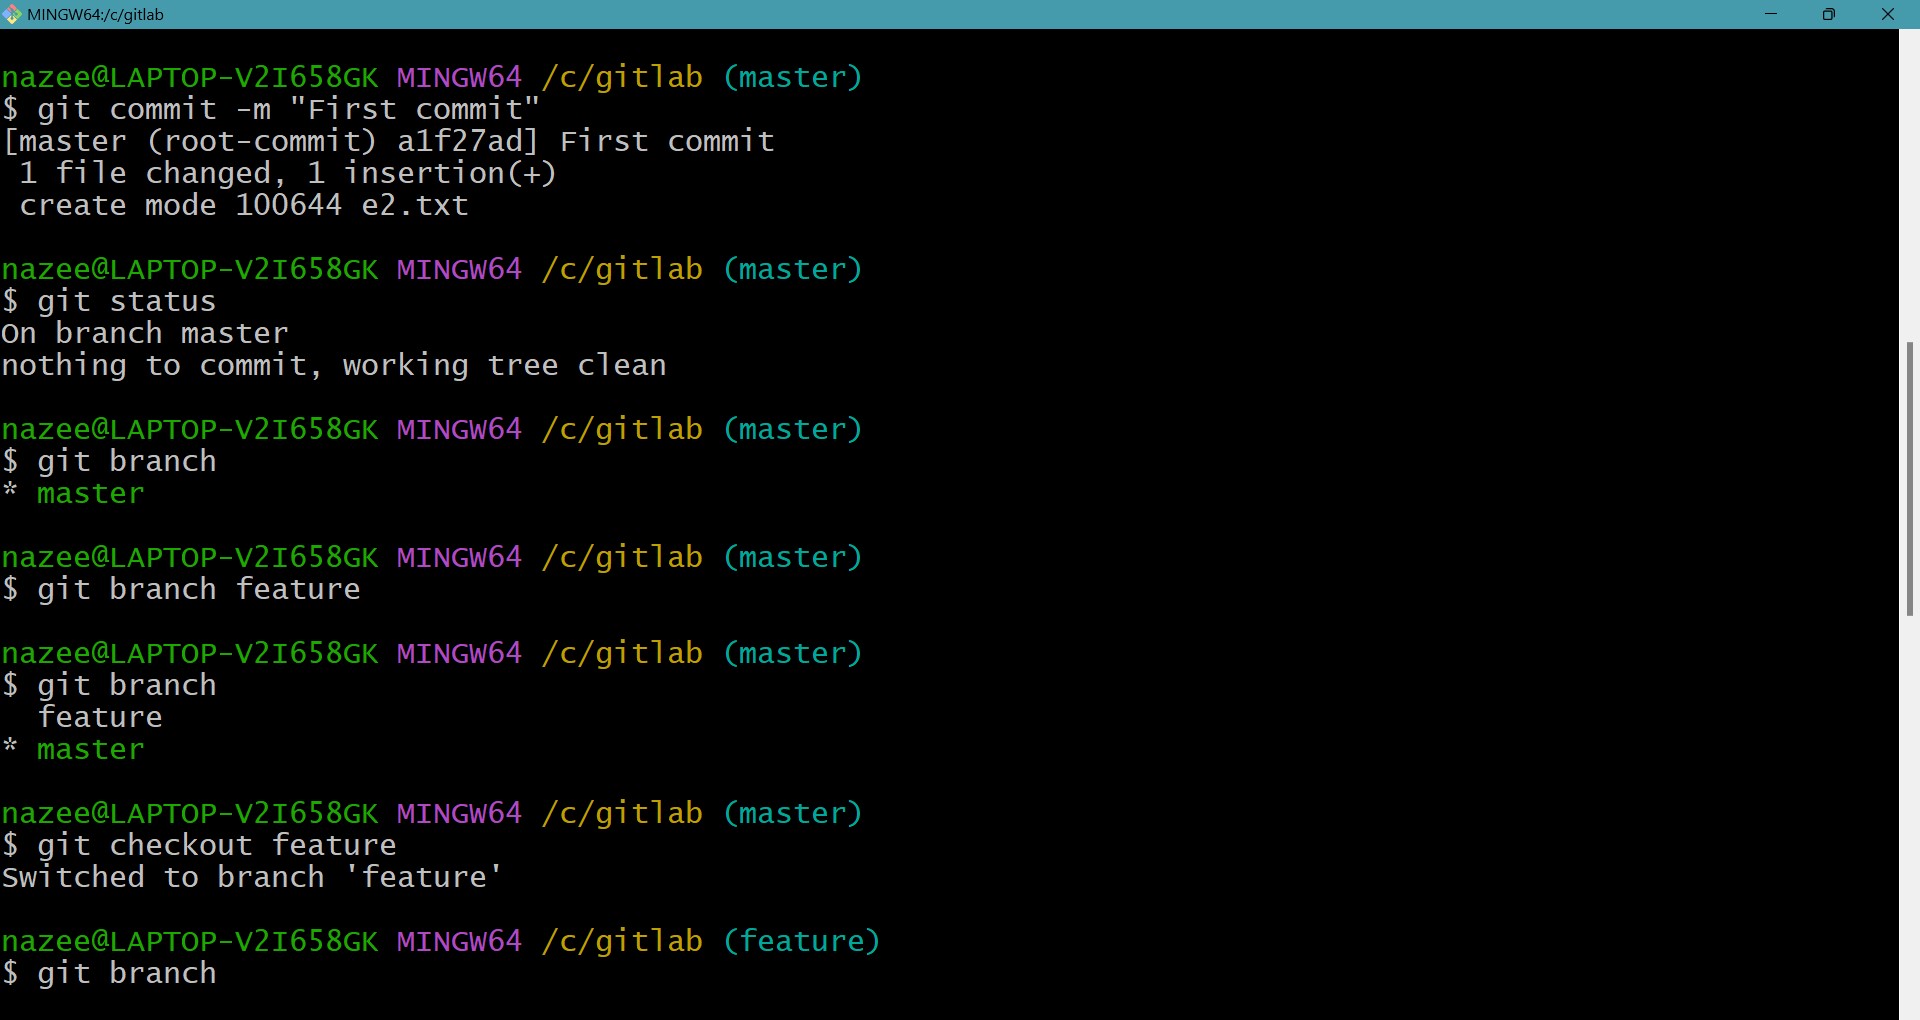 MINGW64:/c/gitlab
nazee@LAPTOP-V2I658GK MINGW64 /c/gitlab (master)
$ git commit -m "First commit"
[master (root-commit) a1f27ad] First commit
 1 file changed, 1 insertion(+)
 create mode 100644 e2.txt
nazee@LAPTOP-V2I658GK MINGW64 /c/gitlab (master)
$ git status
On branch master
nothing to commit, working tree clean
nazee@LAPTOP-V2I658GK MINGW64 /c/gitlab (master)
$ git branch
* master
nazee@LAPTOP-V2I658GK MINGW64 /c/gitlab (master)
$ git branch feature
nazee@LAPTOP-V2I658GK MINGW64 /c/gitlab (master)
$ git branch
  feature
* master
nazee@LAPTOP-V2I658GK MINGW64 /c/gitlab (master)
$ git checkout feature
Switched to branch 'feature'
nazee@LAPTOP-V2I658GK MINGW64 /c/gitlab (feature)
$ git branch